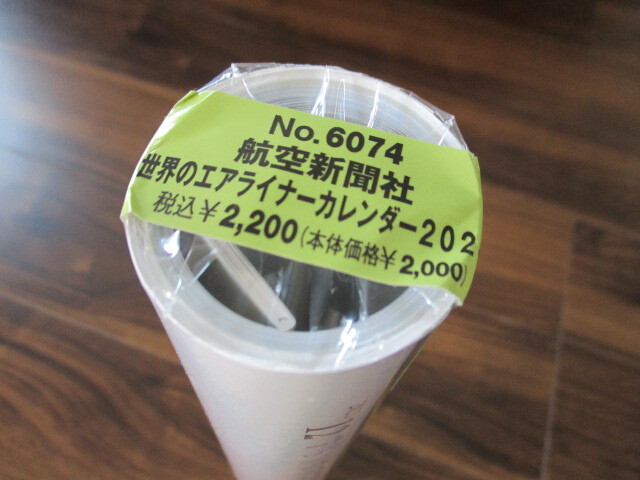 No.6074
航空新聞社
世界のエアライナーカレンダー202
税込¥2,200(本体価格¥2,000)